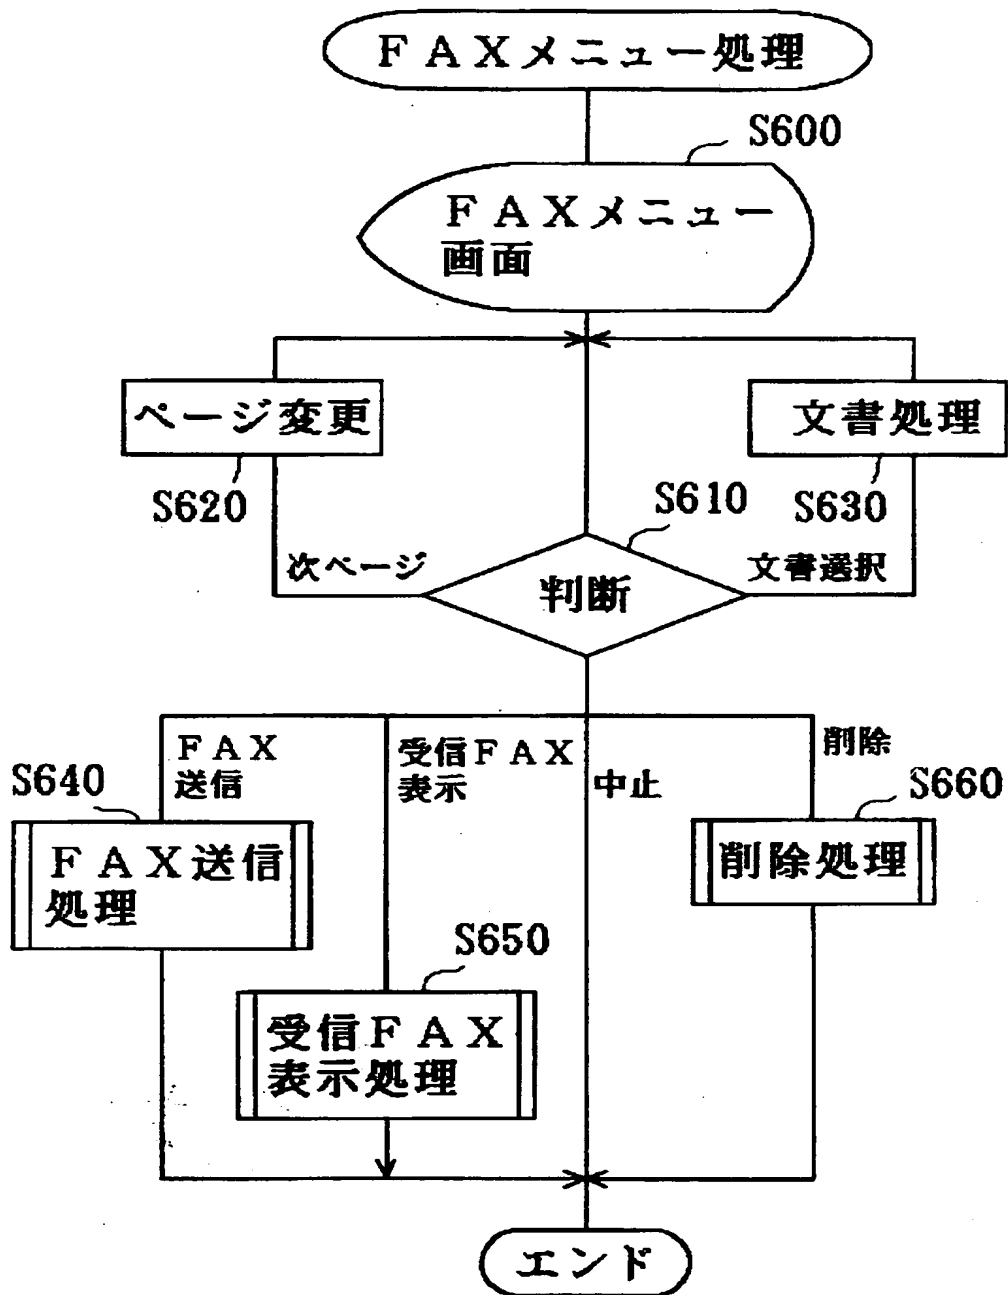 ＦＡＸメニュー処理
S600
ＦＡＸメニュー
画面
ページ変更
文書処理
S620
S610
S630
次ページ
文書選択
判断
ＦＡＸ
送信
受信ＦＡＸ
表示
中止
削除
S640
S660
ＦＡＸ送信
処理
削除処理
S650
受信ＦＡＸ
表示処理
エンド